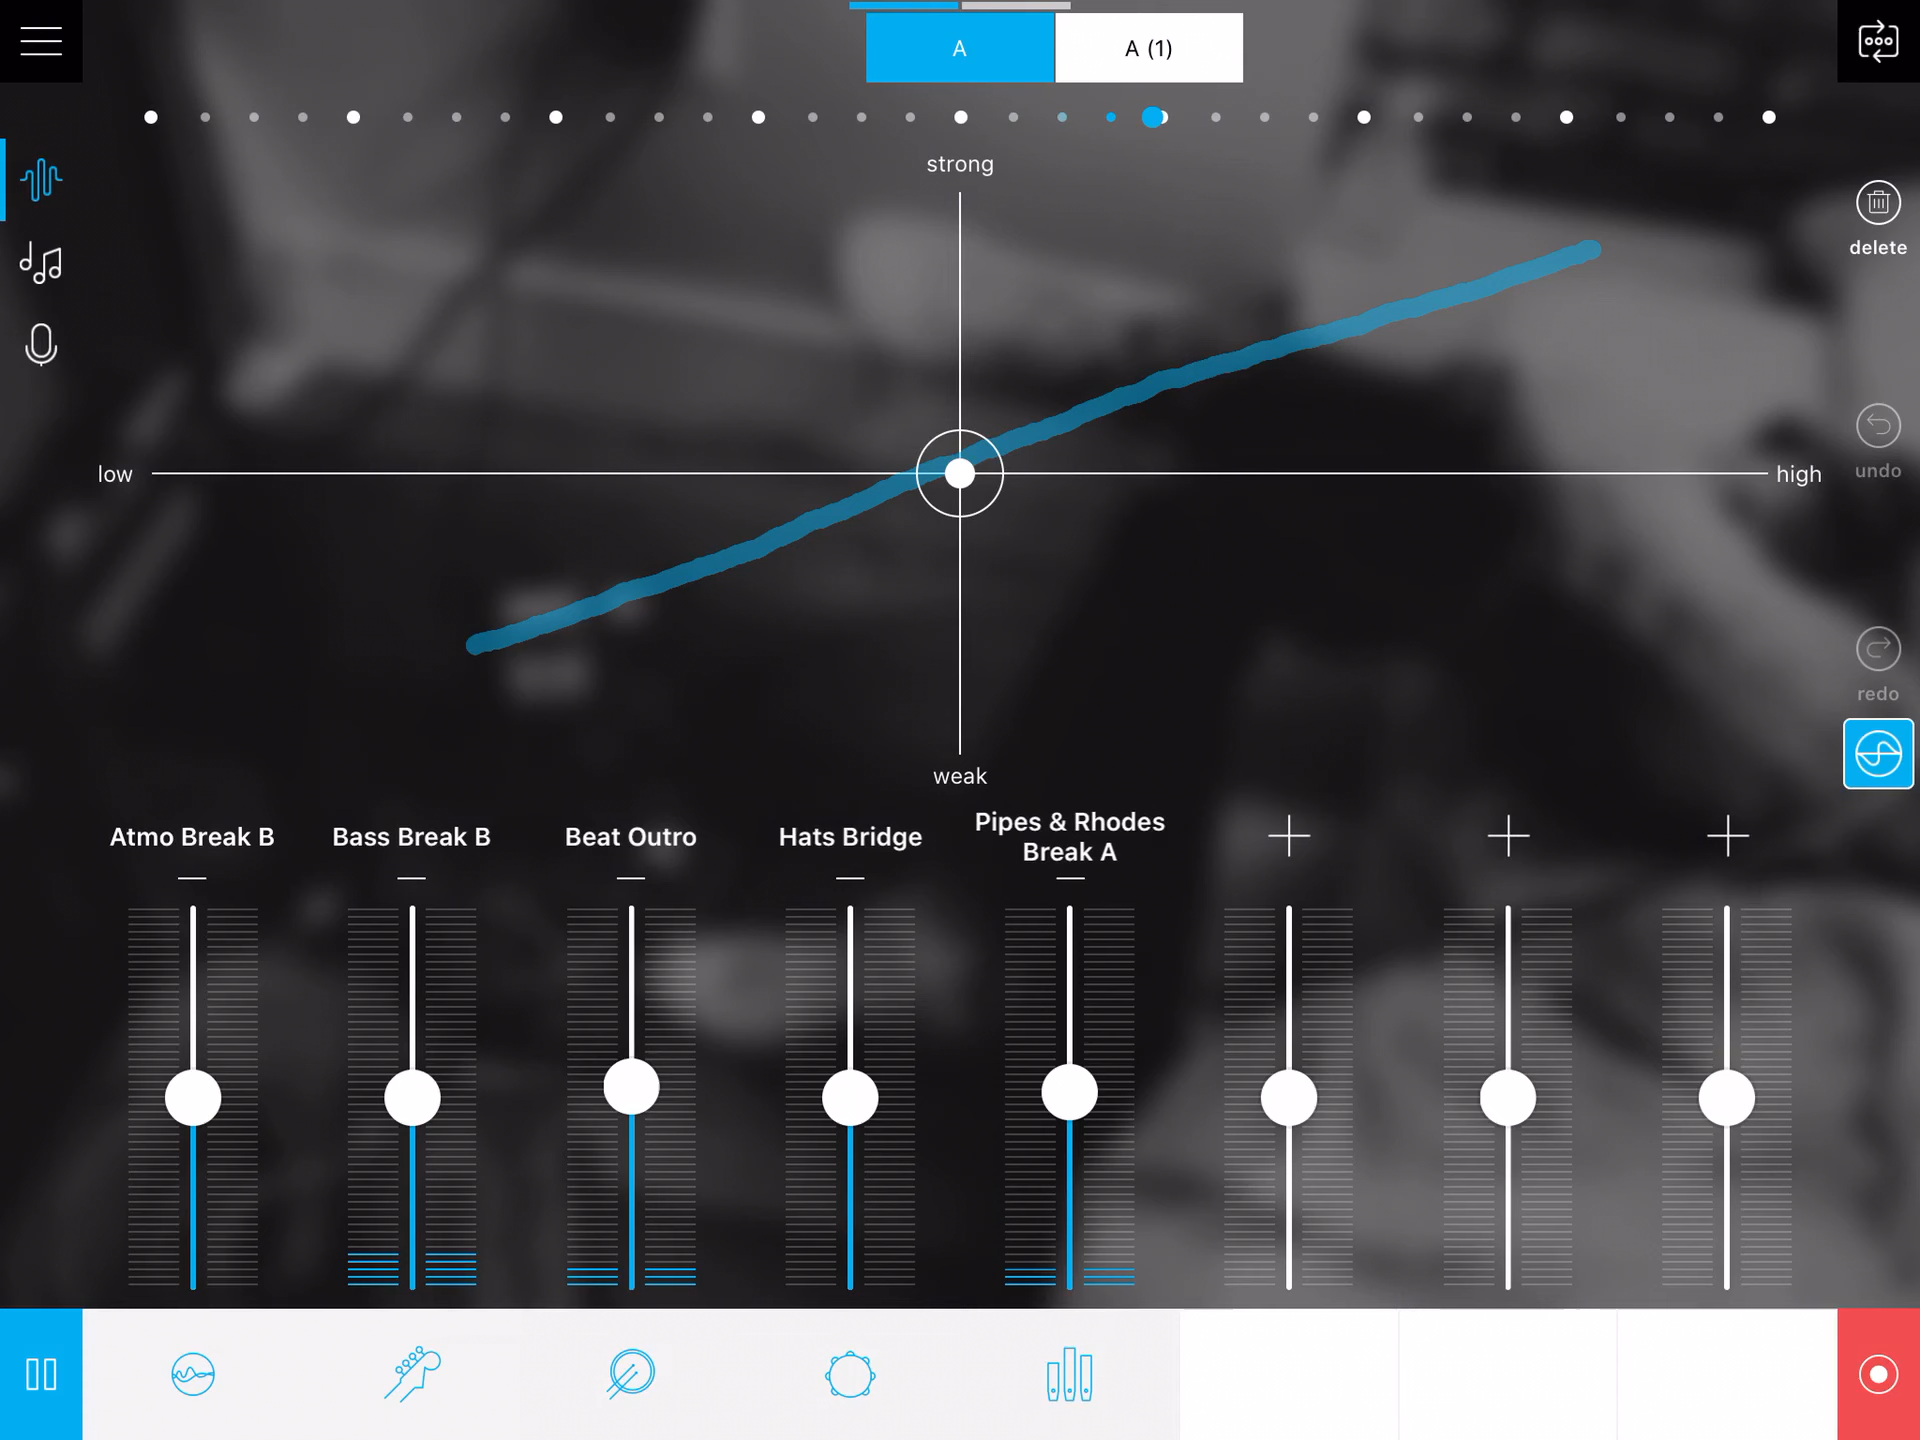 A
A (1)
strong
delete
low
high
undo
redo
weak
Atmo Break B
Bass Break B
Beat Outro
Hats Bridge
Pipes & Rhodes
Break A